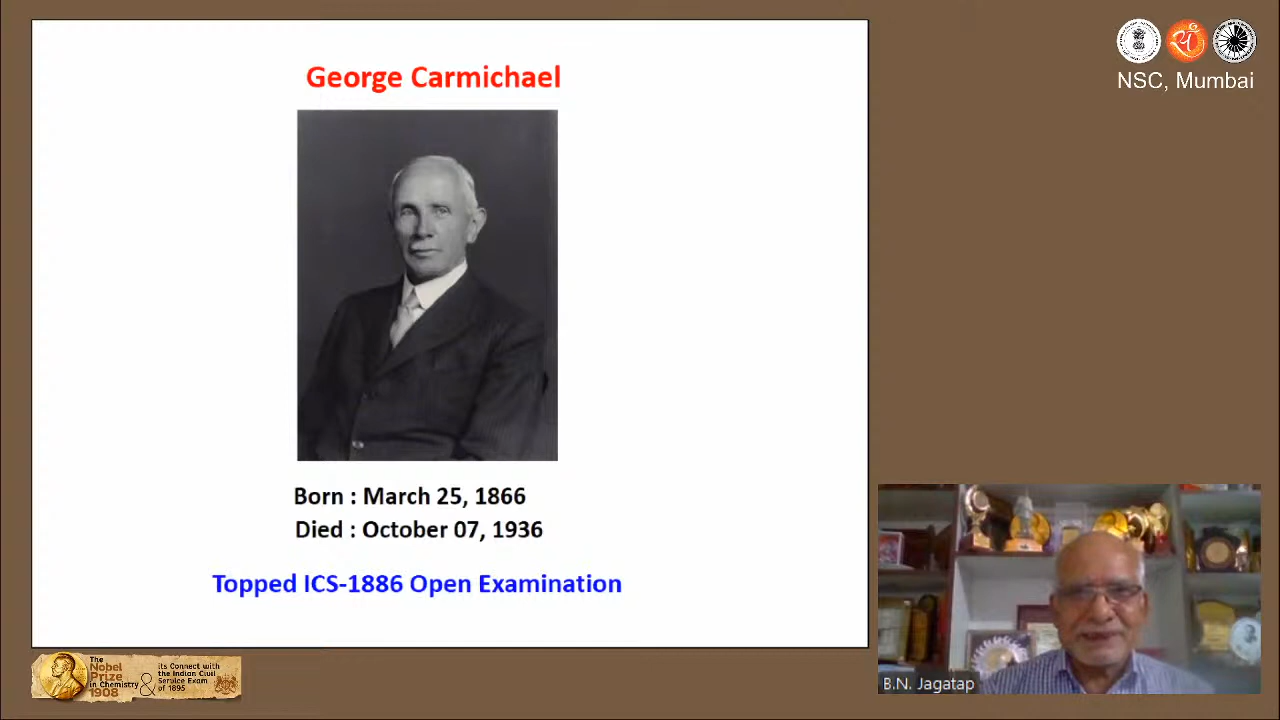 George Carmichael
Born : March 25, 1866
Died : October 07, 1936
Topped ICS-1886 Open Examination
NSC, Mumbai
B.N. Jagatap
The
Nobel
Prize
in Chemistry
1908
&
its Connect with
the Indian Civil
Service Exam
of 1895